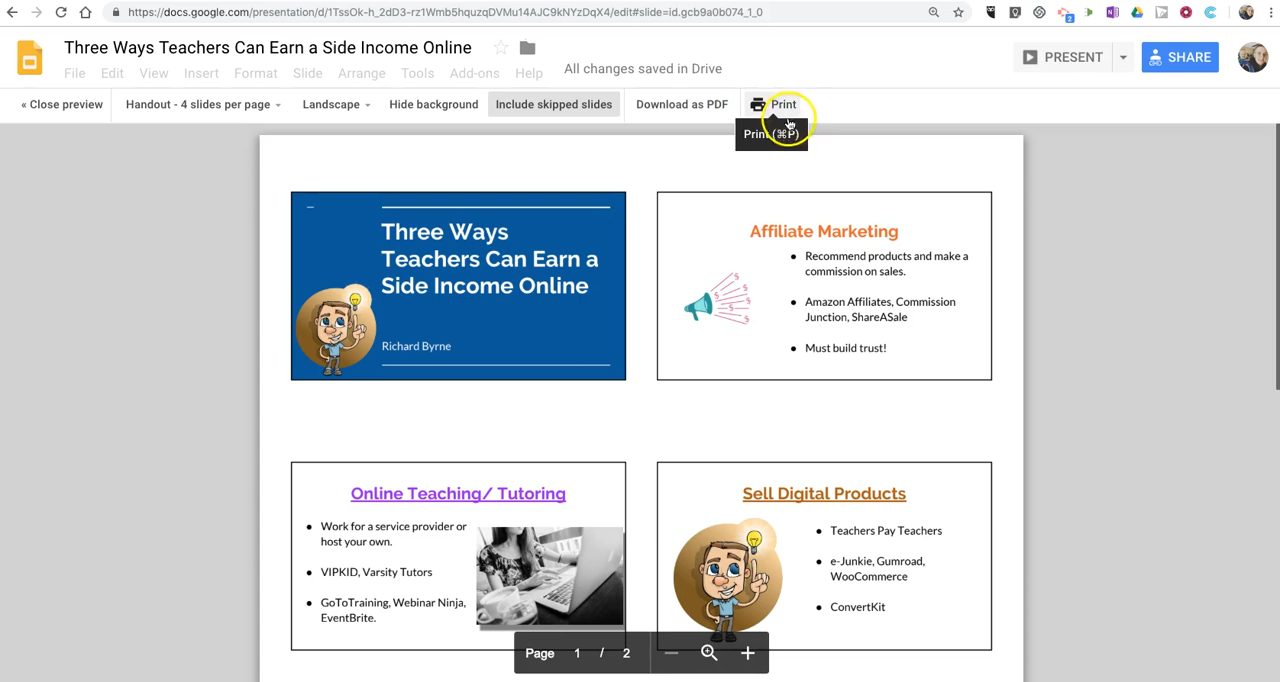 https://docs.google.com/presentation/d/1TssOk-h_2dD3-rz1Wmb5hquzqDVMu14AJC9kNYzDqX4/edit#slide=id.gcb9a0b074_1_0
2
Three Ways Teachers Can Earn a Side Income Online
File Edit View Insert Format Slide Arrange Tools Add-ons Help All changes saved in Drive
PRESENT
SHARE
« Close preview Handout - 4 slides per page Landscape Hide background Include skipped slides Download as PDF Print
Print (⌘P)
Three Ways
Teachers Can Earn a
Side Income Online
Richard Byrne
Affiliate Marketing
● Recommend products and make a
commission on sales.
● Amazon Affiliates, Commission
Junction, ShareASale
● Must build trust!
Online Teaching/ Tutoring
● Work for a service provider or
host your own.
● VIPKID, Varsity Tutors
● GoToTraining, Webinar Ninja,
EventBrite.
Sell Digital Products
● Teachers Pay Teachers
● e-Junkie, Gumroad,
WooCommerce
● ConvertKit
Page 1 / 2